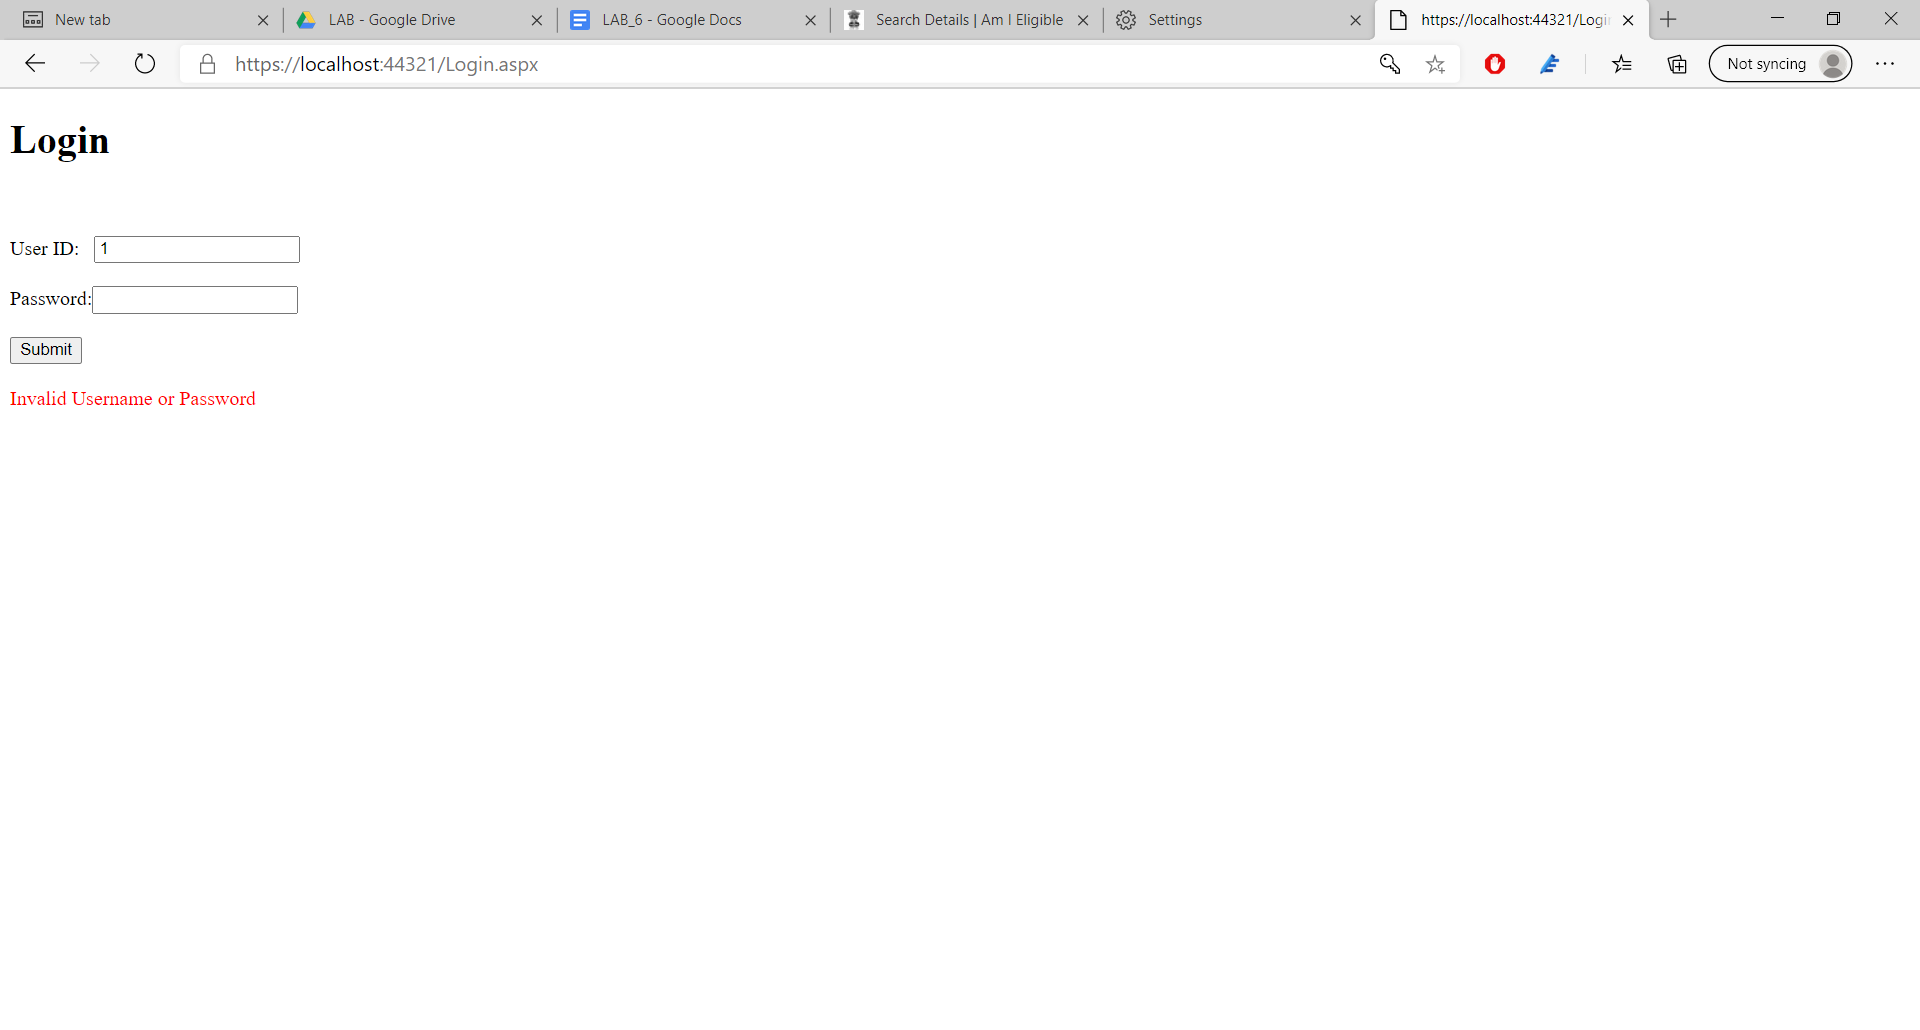 New tab
LAB - Google Drive
LAB_6 - Google Docs
Search Details | Am I Eligible
Settings
https://localhost:44321/Login
https://localhost:44321/Login.aspx
Not syncing
Login
User ID: 1
Password:
Submit
Invalid Username or Password